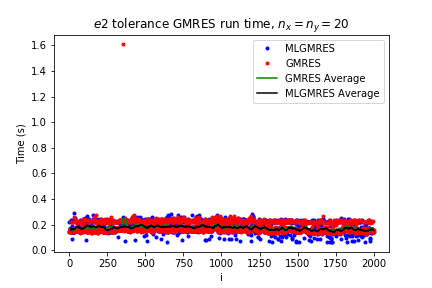 e2 tolerance GMRES run time, nₓ = nᵧ = 20
MLGMRES
GMRES
GMRES Average
MLGMRES Average
Time (s)
1.6
1.4
1.2
1.0
0.8
0.6
0.4
0.2
0.0
0 250 500 750 1000 1250 1500 1750 2000
i